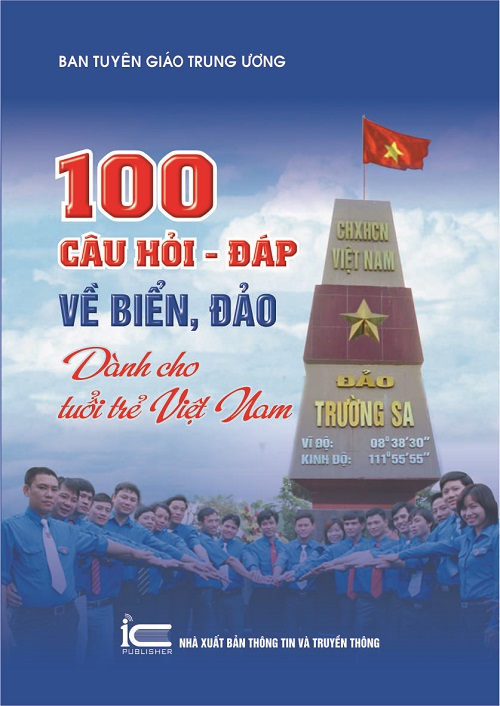 BAN TUYÊN GIÁO TRUNG ƯƠNG
100
CÂU HỎI - ĐÁP
VỀ BIỂN, ĐẢO
Dành cho
tuổi trẻ Việt Nam
CHXHCN
VIỆT NAM
ĐẢO
TRƯỜNG SA
VĨ ĐỘ: 08°38'30"
KINH ĐỘ: 111°55'55"
ic
PUBLISHER
NHÀ XUẤT BẢN THÔNG TIN VÀ TRUYỀN THÔNG